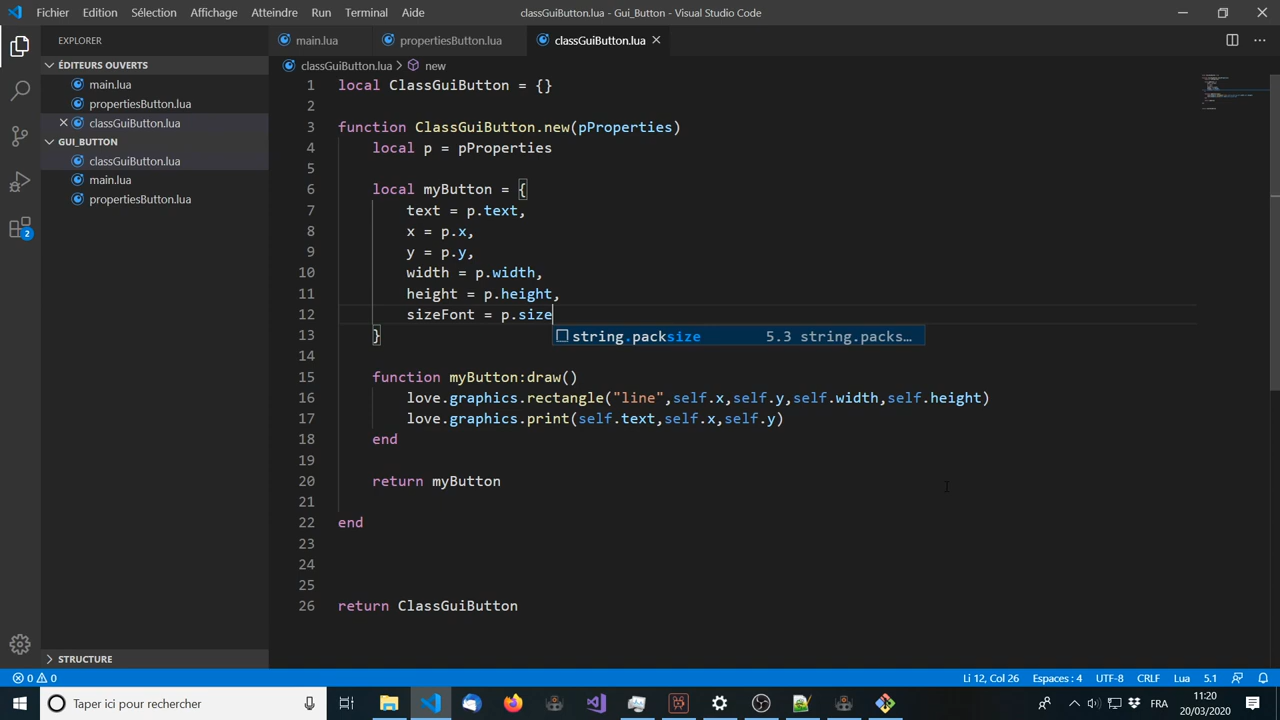 Fichier Edition Sélection Affichage Atteindre Run Terminal Aide classGuiButton.lua - Gui_Button - Visual Studio Code
EXPLORER
ÉDITEURS OUVERTS
main.lua
propertiesButton.lua
classGuiButton.lua
GUI_BUTTON
classGuiButton.lua
main.lua
propertiesButton.lua
STRUCTURE
2
main.lua propertiesButton.lua classGuiButton.lua
classGuiButton.lua > new
1 local ClassGuiButton = {}
2
3 function ClassGuiButton.new(pProperties)
4 local p = pProperties
5
6 local myButton = {
7 text = p.text,
8 x = p.x,
9 y = p.y,
10 width = p.width,
11 height = p.height,
12 sizeFont = p.size
string.packsize 5.3 string.packs…
13 }
14
15 function myButton:draw()
16 love.graphics.rectangle("line",self.x,self.y,self.width,self.height)
17 love.graphics.print(self.text,self.x,self.y)
18 end
19
20 return myButton
21
22 end
23
24
25
26 return ClassGuiButton
0 0 Li 12, Col 26 Espaces : 4 UTF-8 CRLF Lua 5.1
Taper ici pour rechercher FRA 11:20
20/03/2020